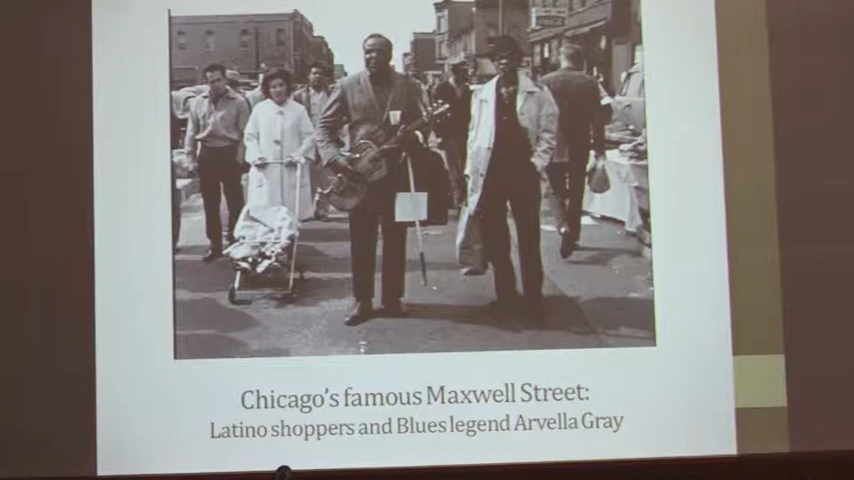 Chicago's famous Maxwell Street:
Latino shoppers and Blues legend Arvella Gray